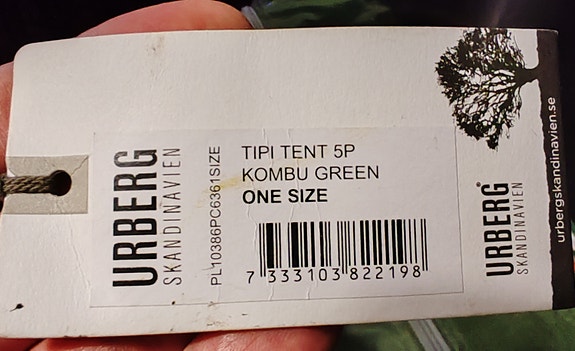 URBERG
SKANDINAVIEN
PL10386PC6361SIZE
TIPI TENT 5P
KOMBU GREEN
ONE SIZE
7 333103 822198
URBERG
SKANDINAVIEN
urbergskandinavien.se